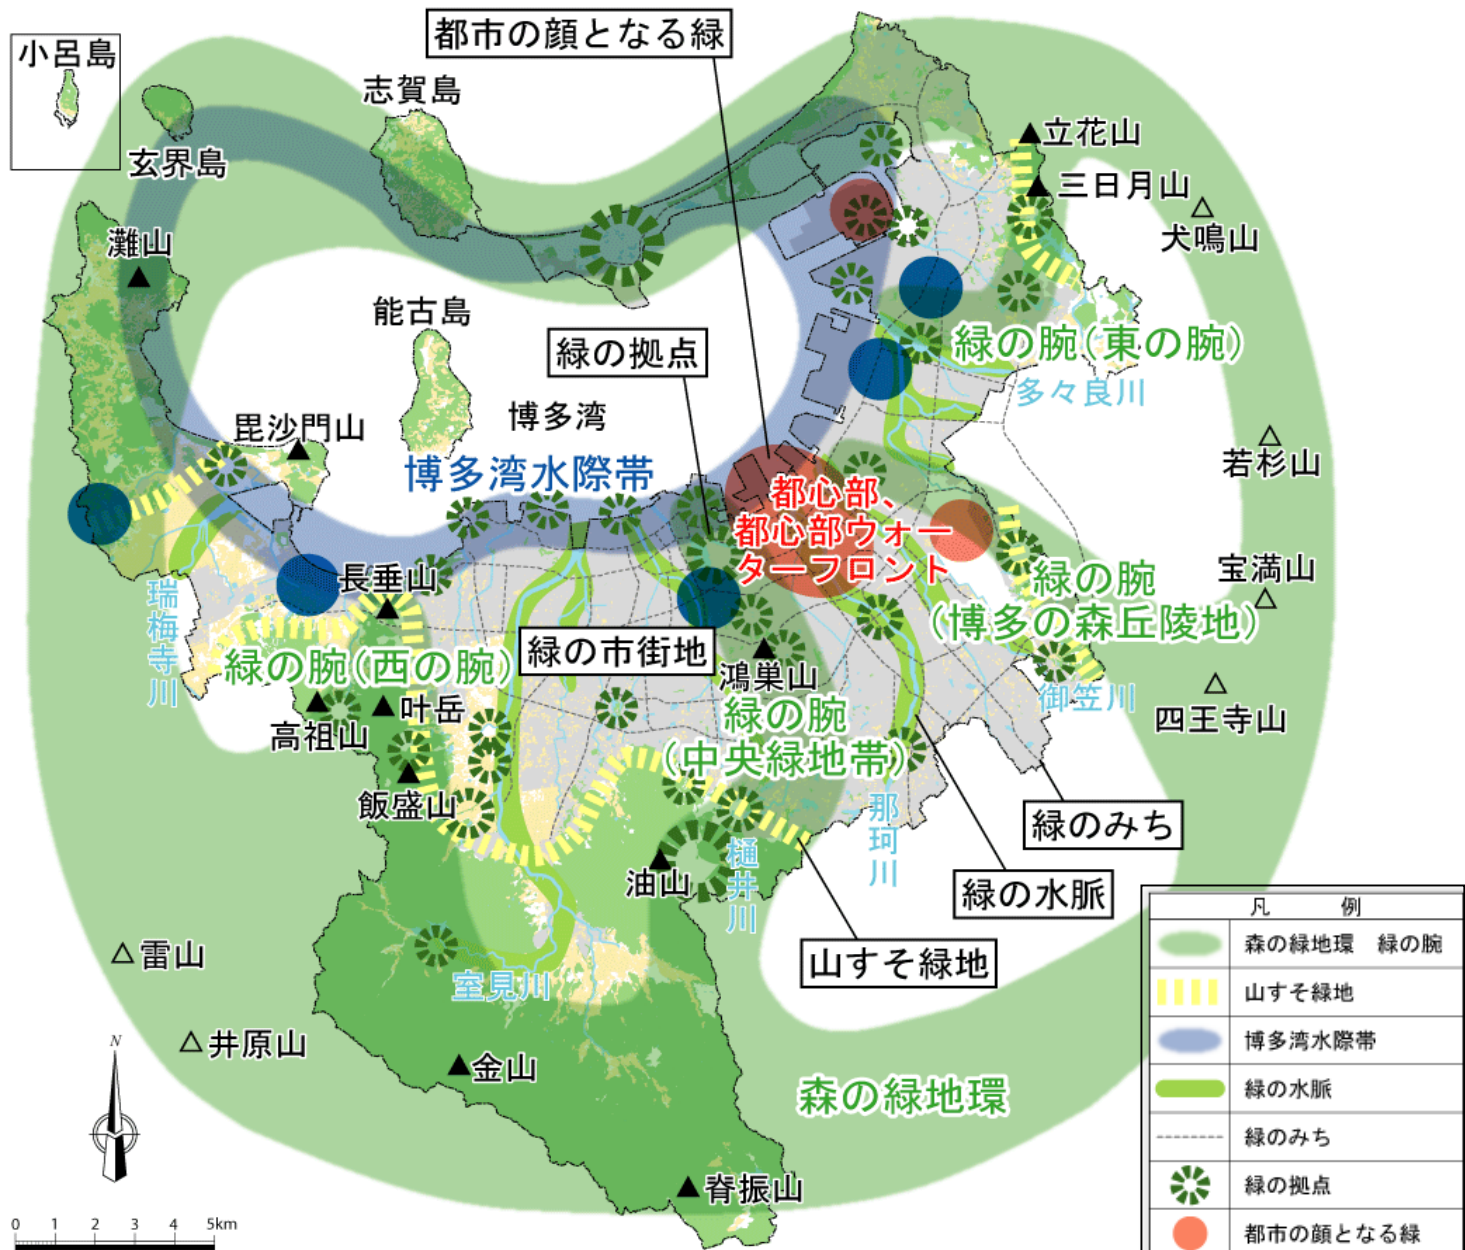 小呂島
玄界島
志賀島
都市の顔となる緑
立花山
三日月山
犬鳴山
灘山
能古島
緑の拠点
緑の腕(東の腕)
多々良川
博多湾
毘沙門山
博多湾水際帯
若杉山
都心部、
都心部ウォー
ターフロント
宝満山
長垂山
瑞梅寺川
緑の腕
(博多の森丘陵地)
緑の市街地
緑の腕(西の腕)
鴻巣山
御笠川
四王寺山
高祖山
叶岳
緑の腕
(中央緑地帯)
飯盛山
那珂川
緑のみち
樋井川
油山
緑の水脈
山すそ緑地
雷山
室見川
井原山
金山
森の緑地環
脊振山
N
0 1 2 3 4 5km
凡 例
森の緑地環 緑の腕
山すそ緑地
博多湾水際帯
緑の水脈
緑のみち
緑の拠点
都市の顔となる緑